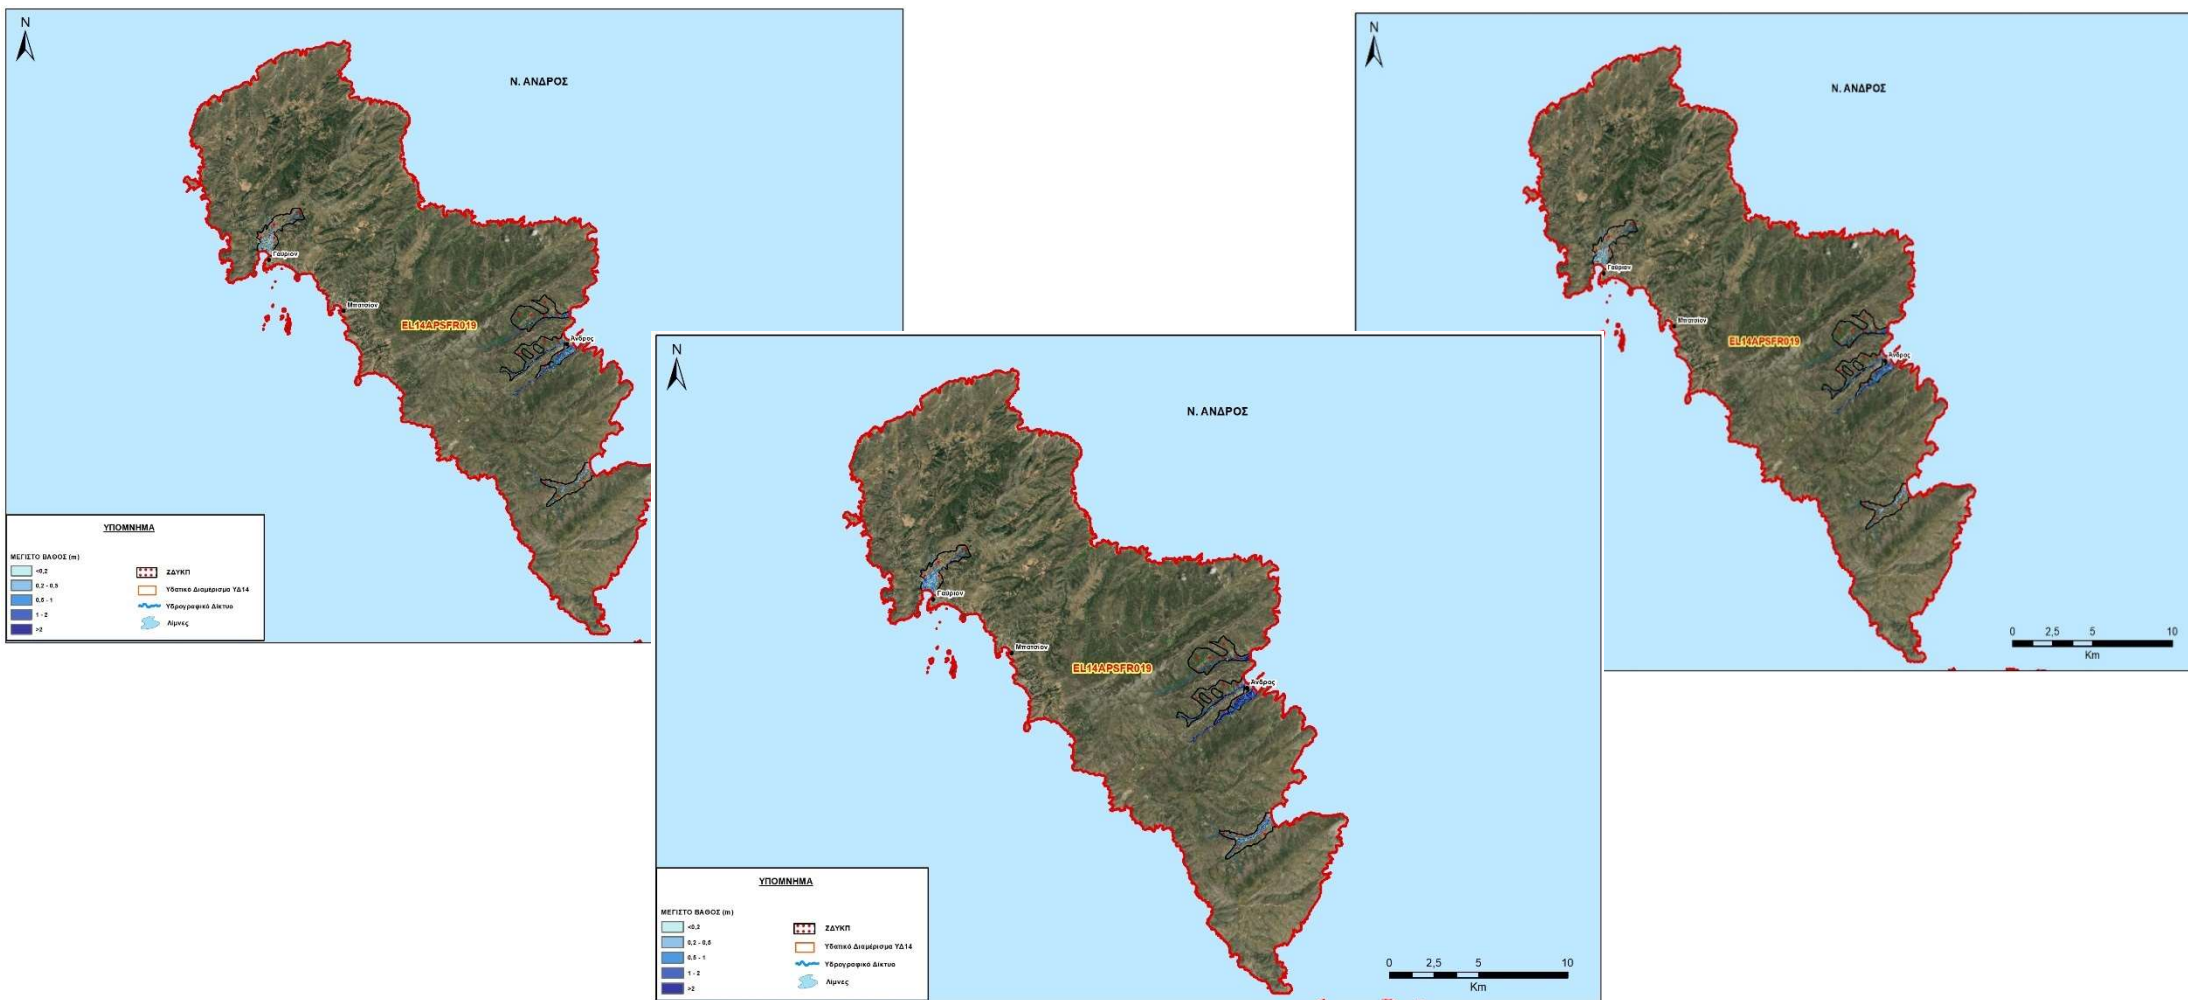 N
Ν. ΑΝΔΡΟΣ
Γαύριον
Μπατσίον
EL14APSFR019
Άνδρος
ΥΠΟΜΝΗΜΑ
ΜΕΓΙΣΤΟ ΒΑΘΟΣ (m)
<0,2
0,2 - 0,5
0,5 - 1
1 - 2
>2
ΖΔΥΚΠ
Υδατικό Διαμέρισμα ΥΔ14
Υδρογραφικό Δίκτυο
Λίμνες
N
Ν. ΑΝΔΡΟΣ
Γαύριον
Μπατσίον
EL14APSFR019
Άνδρος
0 2,5 5 10
Km
N
Ν. ΑΝΔΡΟΣ
Γαύριον
Μπατσίον
EL14APSFR019
Άνδρος
ΥΠΟΜΝΗΜΑ
ΜΕΓΙΣΤΟ ΒΑΘΟΣ (m)
<0,2
0,2 - 0,5
0,5 - 1
1 - 2
>2
ΖΔΥΚΠ
Υδατικό Διαμέρισμα ΥΔ14
Υδρογραφικό Δίκτυο
Λίμνες
0 2,5 5 10
Km